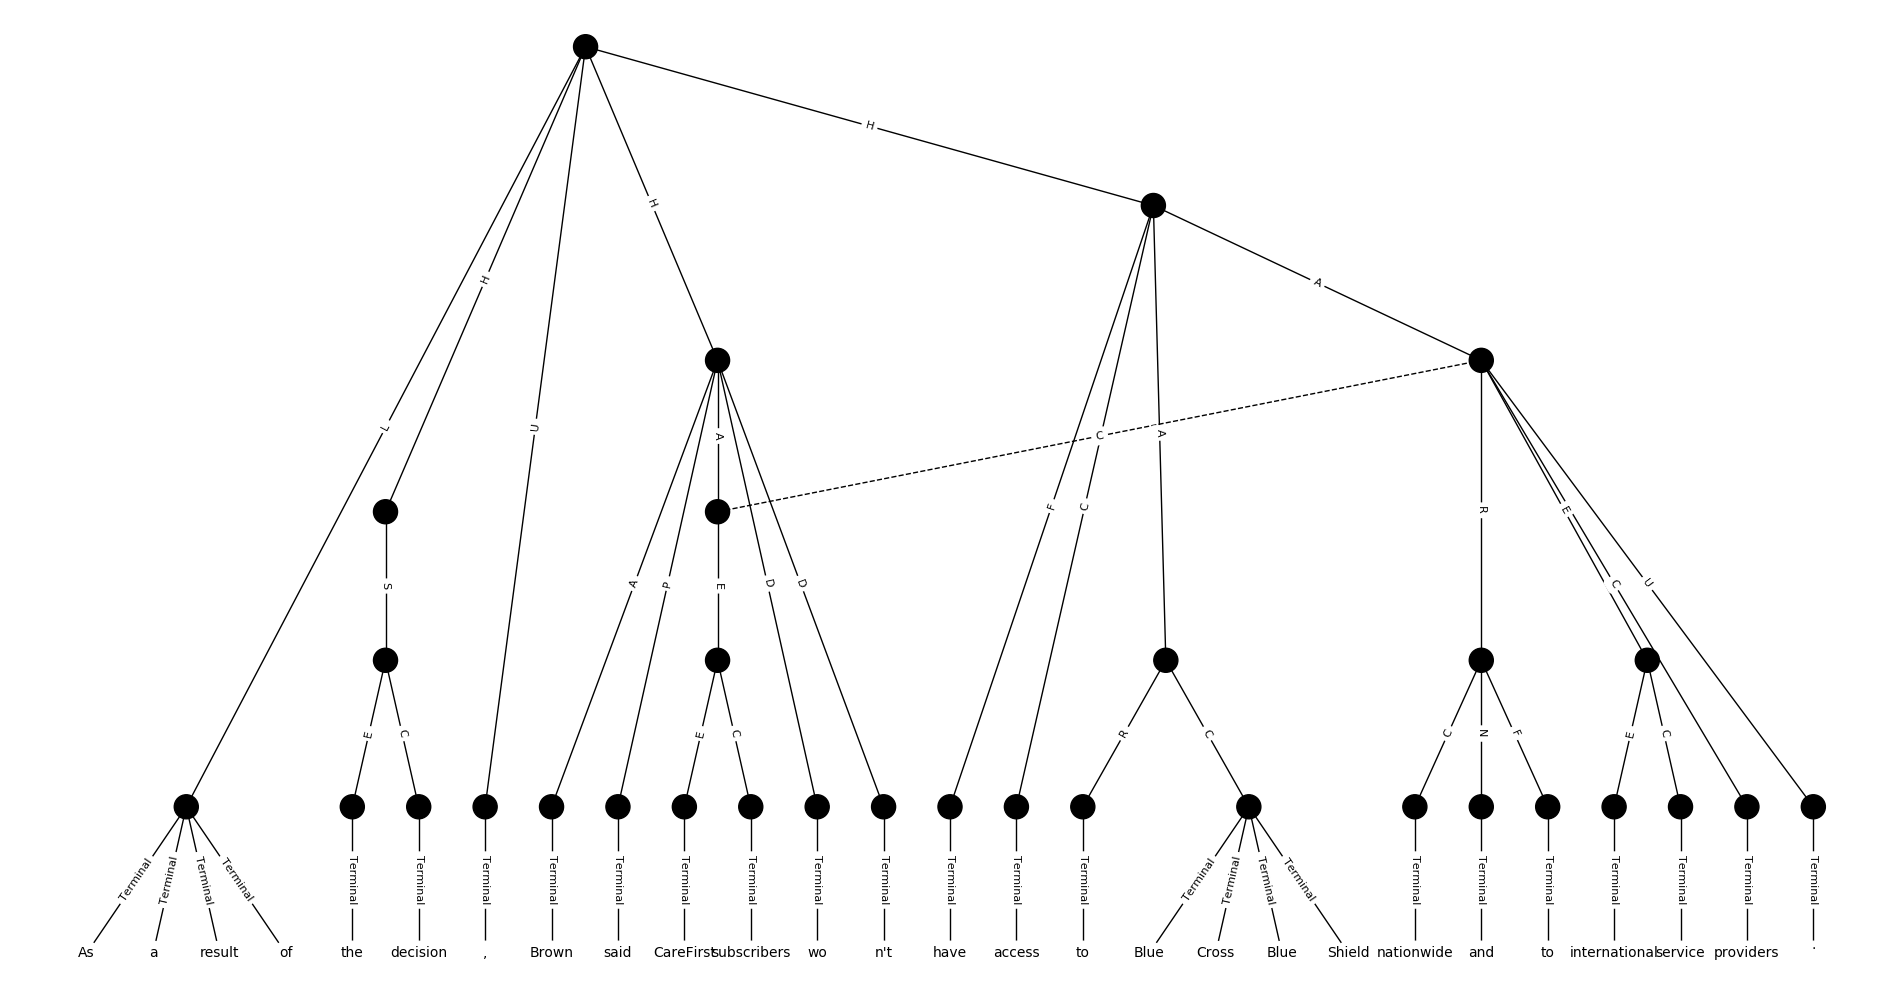 H
H
A
H
L
U
A
C
A
F
C
R
E
S
A
P
E
D
D
C
U
E
C
E
C
R
C
C
N
F
E
C
Terminal Terminal Terminal Terminal Terminal Terminal Terminal Terminal Terminal Terminal Terminal Terminal Terminal Terminal Terminal Terminal Terminal Terminal Terminal Terminal Terminal Terminal Terminal Terminal Terminal Terminal Terminal
As a result of the decision , Brown said CareFirst subscribers wo n't have access to Blue Cross Blue Shield nationwide and to international service providers .